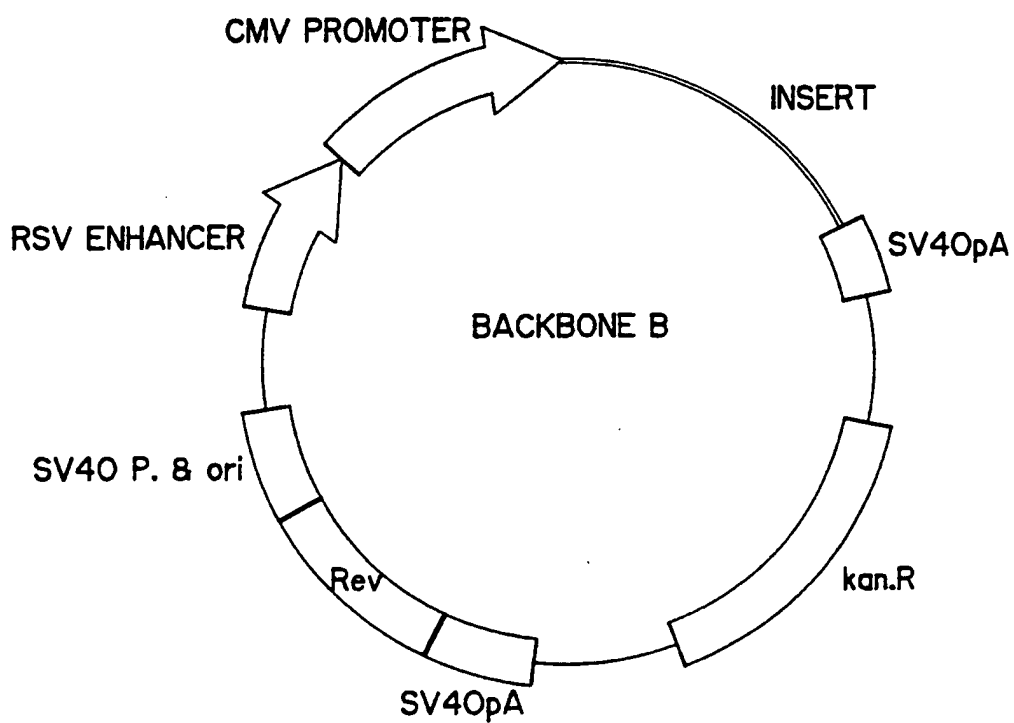 CMV PROMOTER
INSERT
RSV ENHANCER
SV40pA
BACKBONE B
SV40 P. & ori
Rev
kan.R
SV40pA